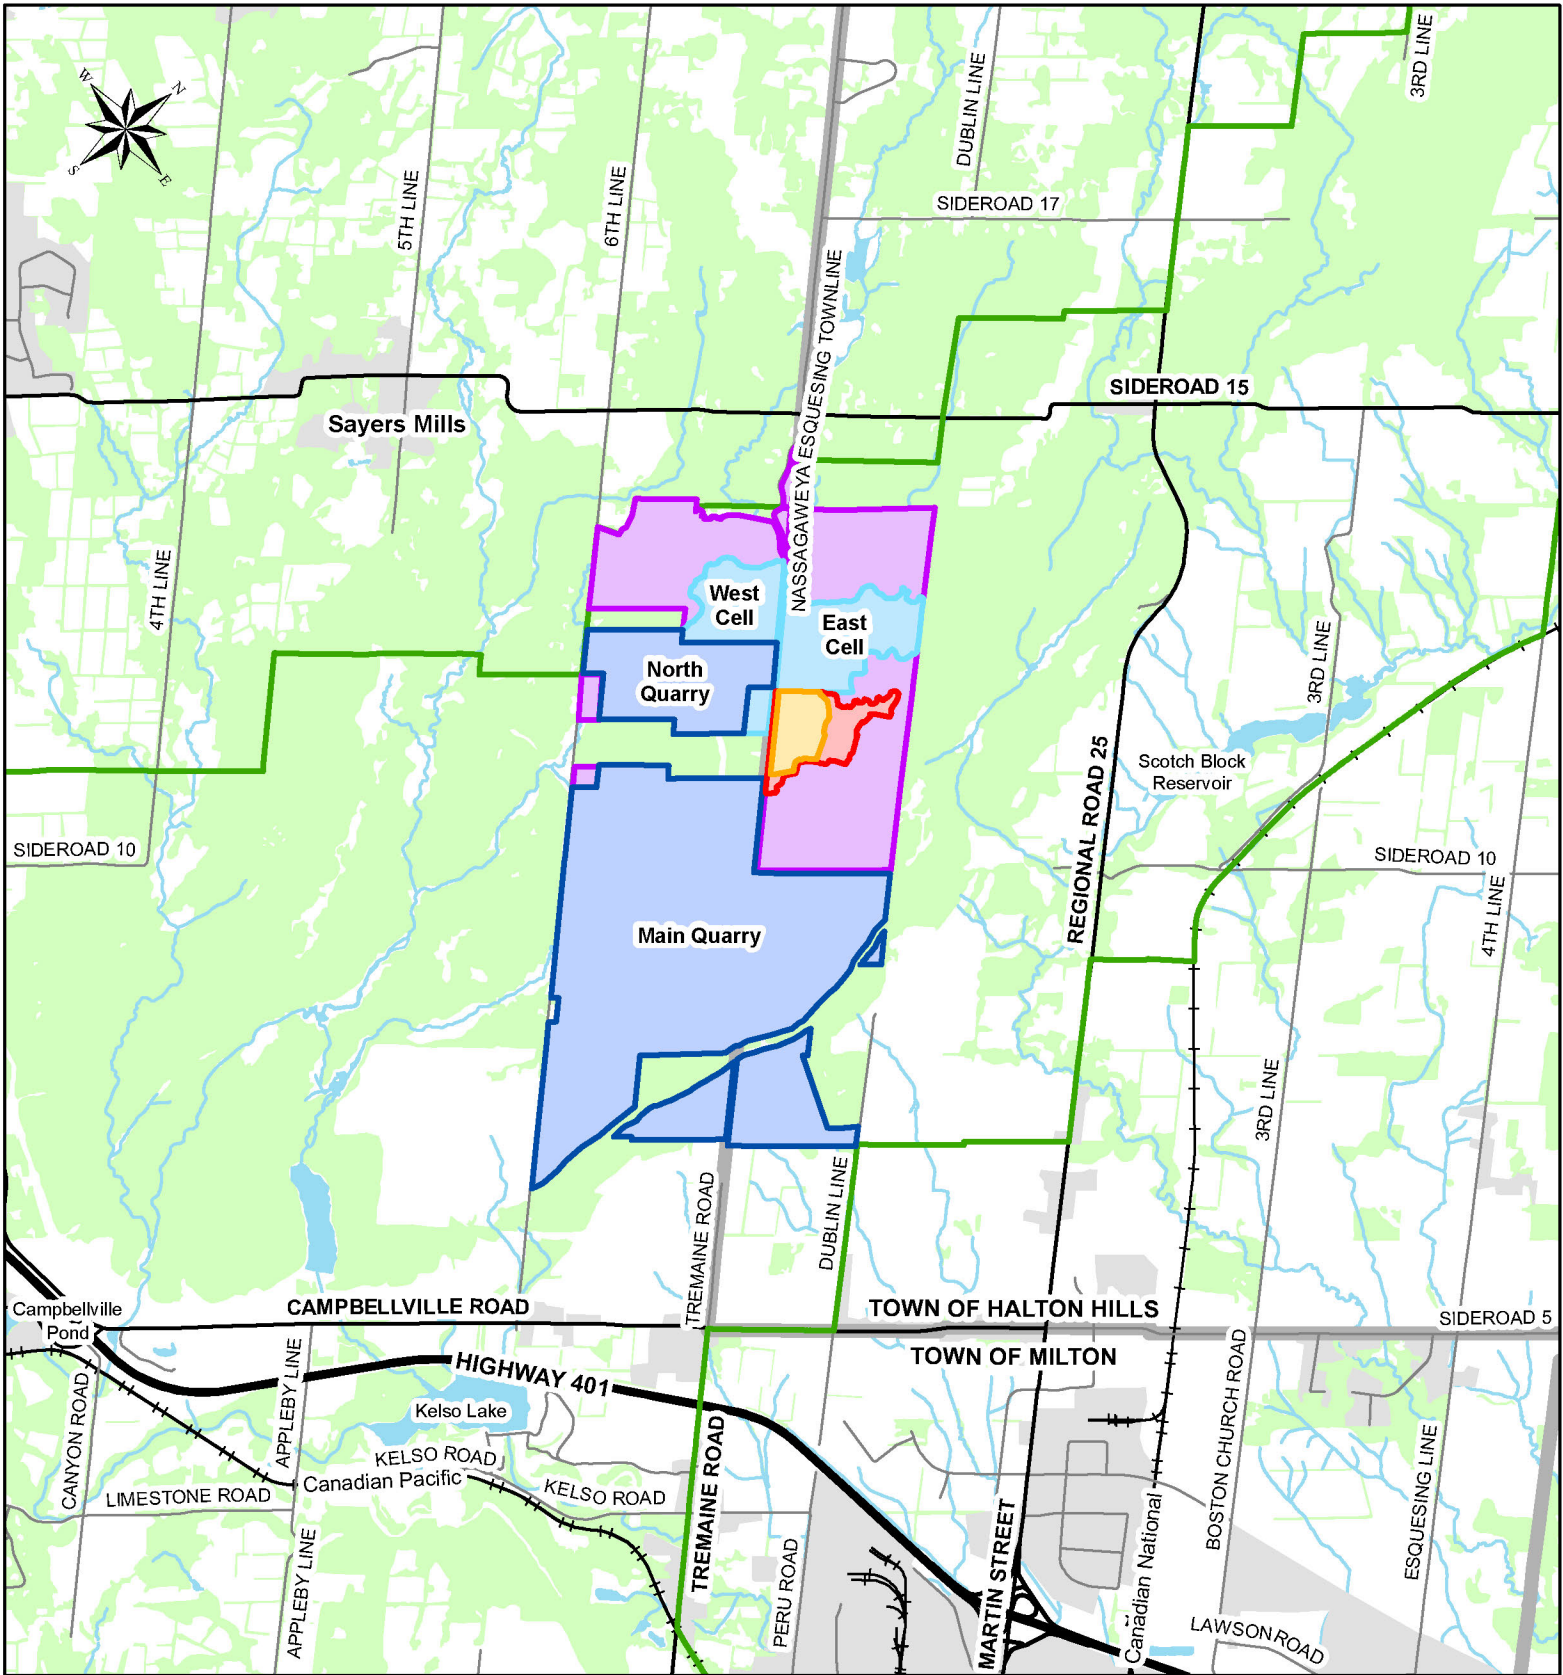 W
N
S
E
5TH LINE
6TH LINE
DUBLIN LINE
3RD LINE
SIDEROAD 17
NASSAGAWEYA ESQUESING TOWNLINE
SIDEROAD 15
Sayers Mills
4TH LINE
West
Cell
East
Cell
North
Quarry
3RD LINE
REGIONAL ROAD 25
Scotch Block
Reservoir
SIDEROAD 10
SIDEROAD 10
4TH LINE
Main Quarry
3RD LINE
TREMAINE ROAD
DUBLIN LINE
Campbellville
Pond
CAMPBELLVILLE ROAD
TOWN OF HALTON HILLS
SIDEROAD 5
TOWN OF MILTON
HIGHWAY 401
CANYON ROAD
APPLEBY LINE
Kelso Lake
KELSO ROAD
Canadian Pacific
KELSO ROAD
LIMESTONE ROAD
TREMAINE ROAD
BOSTON CHURCH ROAD
ESQUESING LINE
APPLEBY LINE
PERU ROAD
MARTIN STREET
Canadian National
LAWSON ROAD